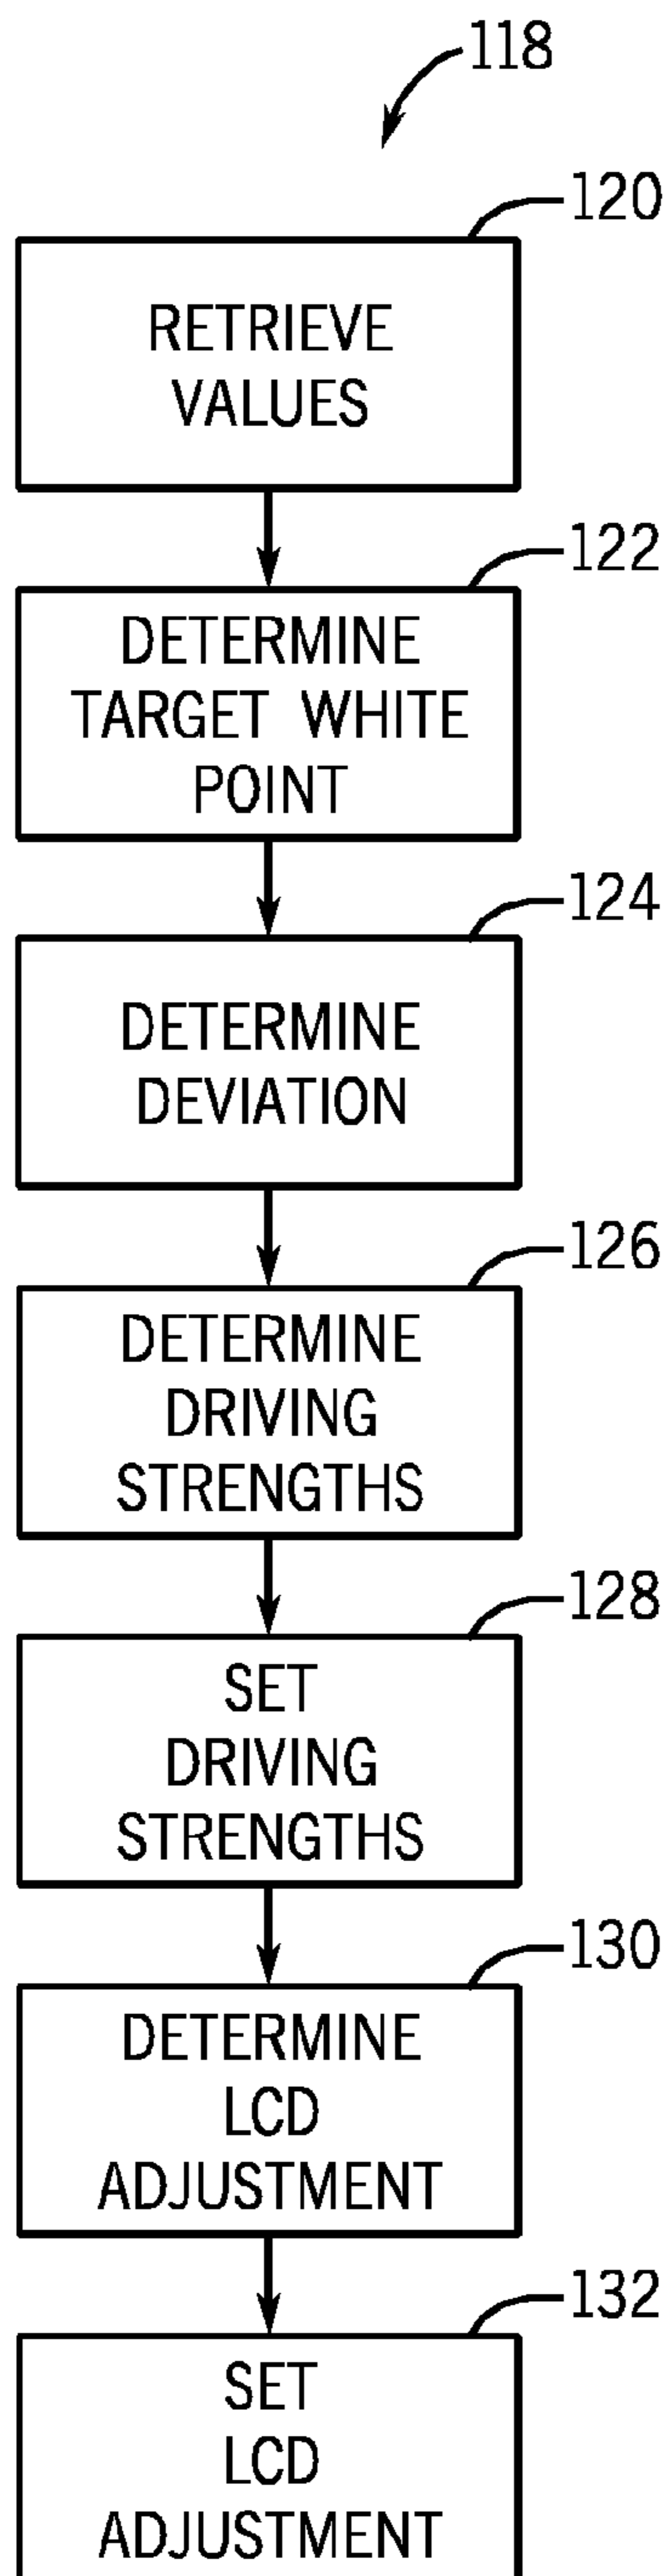 118
120
RETRIEVE
VALUES
122
DETERMINE
TARGET WHITE
POINT
124
DETERMINE
DEVIATION
126
DETERMINE
DRIVING
STRENGTHS
128
SET
DRIVING
STRENGTHS
130
DETERMINE
LCD
ADJUSTMENT
132
SET
LCD
ADJUSTMENT